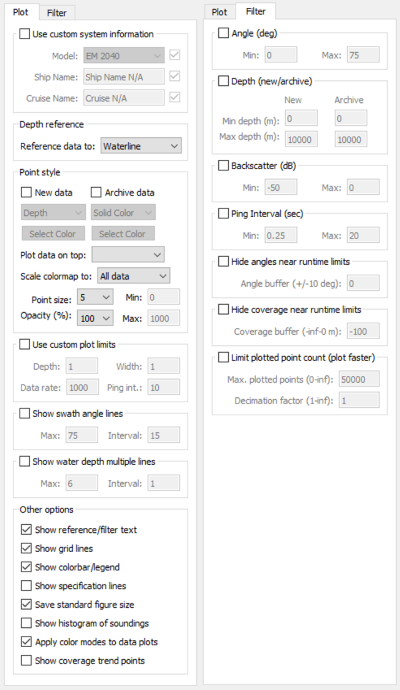 Plot Filter
Use custom system information
Model: EM 2040
Ship Name: Ship Name N/A
Cruise Name: Cruise N/A
Depth reference
Reference data to: Waterline
Point style
New data Archive data
Depth Solid Color
Select Color Select Color
Plot data on top:
Scale colormap to: All data
Point size: 5 Min: 0
Opacity (%): 100 Max: 1000
Use custom plot limits
Depth: 1 Width: 1
Data rate: 1000 Ping int.: 10
Show swath angle lines
Max: 75 Interval: 15
Show water depth multiple lines
Max: 6 Interval: 1
Other options
Show reference/filter text
Show grid lines
Show colorbar/legend
Show specification lines
Save standard figure size
Show histogram of soundings
Apply color modes to data plots
Show coverage trend points
Plot Filter
Angle (deg)
Min: 0 Max: 75
Depth (new/archive)
New Archive
Min depth (m): 0 0
Max depth (m): 10000 10000
Backscatter (dB)
Min: -50 Max: 0
Ping Interval (sec)
Min: 0.25 Max: 20
Hide angles near runtime limits
Angle buffer (+/-10 deg) 0
Hide coverage near runtime limits
Coverage buffer (-inf-0 m) -100
Limit plotted point count (plot faster)
Max. plotted points (0-inf) 50000
Decimation factor (1-inf): 1